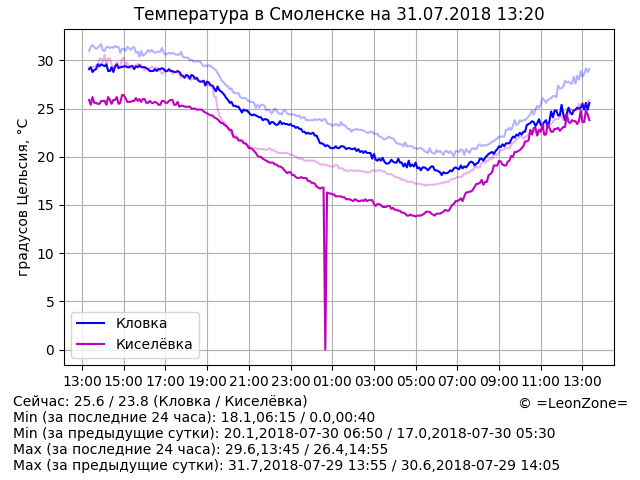 Температура в Смоленске на 31.07.2018 13:20
градусов Цельсия, °C
30
25
20
15
10
5
0
Кловка
Киселёвка
13:00 15:00 17:00 19:00 21:00 23:00 01:00 03:00 05:00 07:00 09:00 11:00 13:00
Сейчас: 25.6 / 23.8 (Кловка / Киселёвка)
© =LeonZone=
Min (за последние 24 часа): 18.1,06:15 / 0.0,00:40
Min (за предыдущие сутки): 20.1,2018-07-30 06:50 / 17.0,2018-07-30 05:30
Max (за последние 24 часа): 29.6,13:45 / 26.4,14:55
Max (за предыдущие сутки): 31.7,2018-07-29 13:55 / 30.6,2018-07-29 14:05